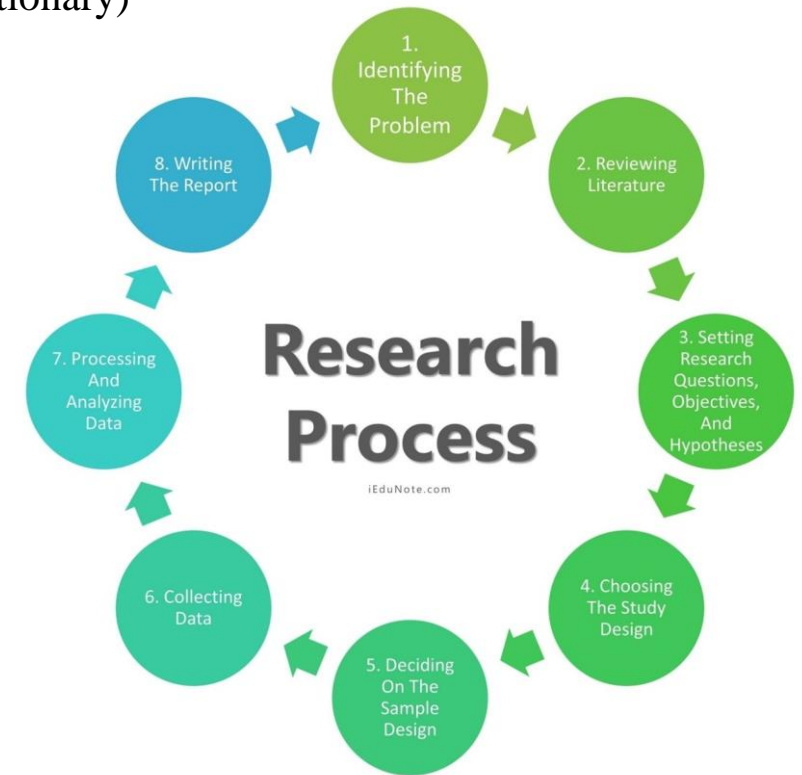 tionary)
1.
Identifying
The
Problem
2. Reviewing
Literature
3. Setting
Research
Questions,
Objectives,
And
Hypotheses
4. Choosing
The Study
Design
5. Deciding
On The
Sample
Design
6. Collecting
Data
7. Processing
And
Analyzing
Data
8. Writing
The Report
Research
Process
iEduNote.com